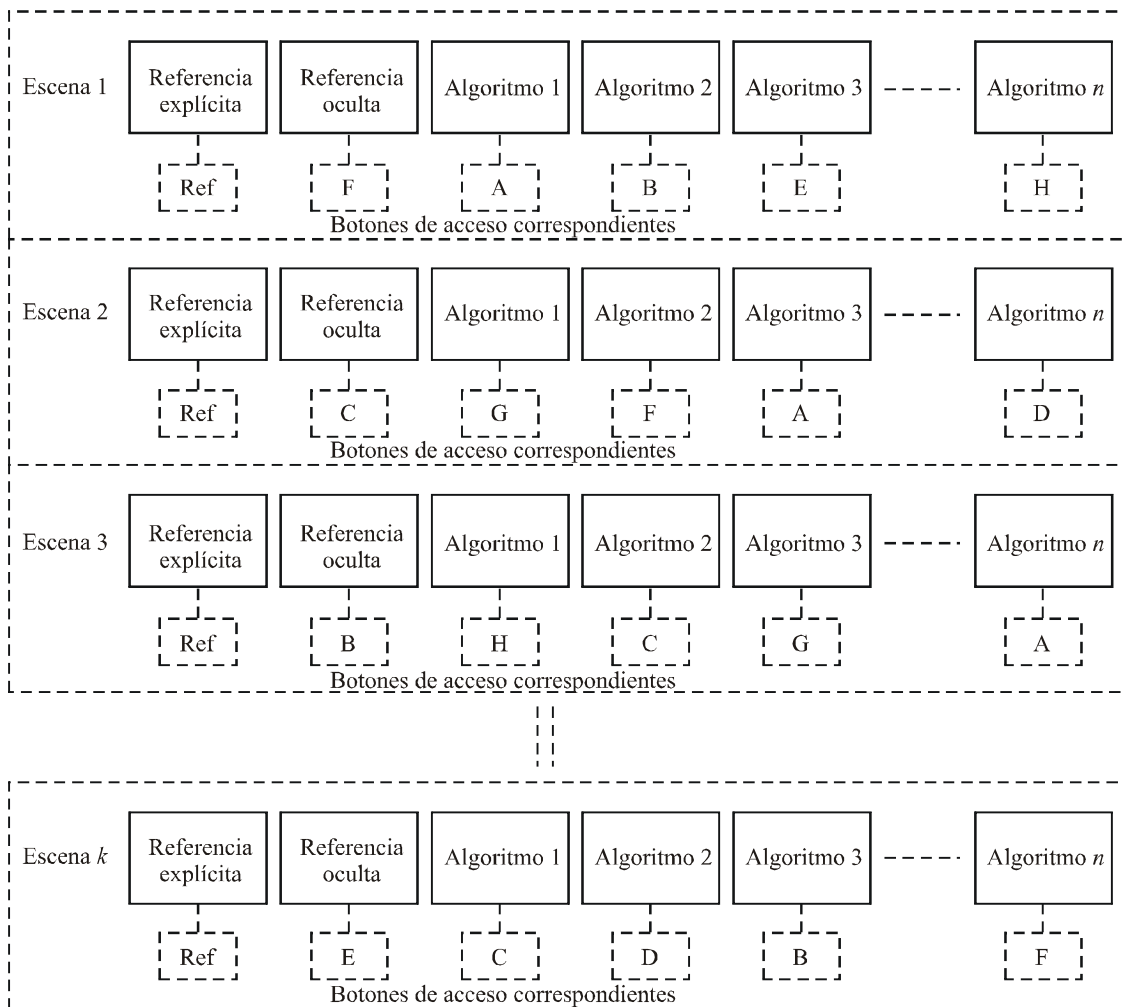 Escena 1
Referencia
explícita
Referencia
oculta
Algoritmo 1
Algoritmo 2
Algoritmo 3
Algoritmo n
Ref
F
A
B
E
H
Botones de acceso correspondientes
Escena 2
Referencia
explícita
Referencia
oculta
Algoritmo 1
Algoritmo 2
Algoritmo 3
Algoritmo n
Ref
C
G
F
A
D
Botones de acceso correspondientes
Escena 3
Referencia
explícita
Referencia
oculta
Algoritmo 1
Algoritmo 2
Algoritmo 3
Algoritmo n
Ref
B
H
C
G
A
Botones de acceso correspondientes
Escena k
Referencia
explícita
Referencia
oculta
Algoritmo 1
Algoritmo 2
Algoritmo 3
Algoritmo n
Ref
E
C
D
B
F
Botones de acceso correspondientes